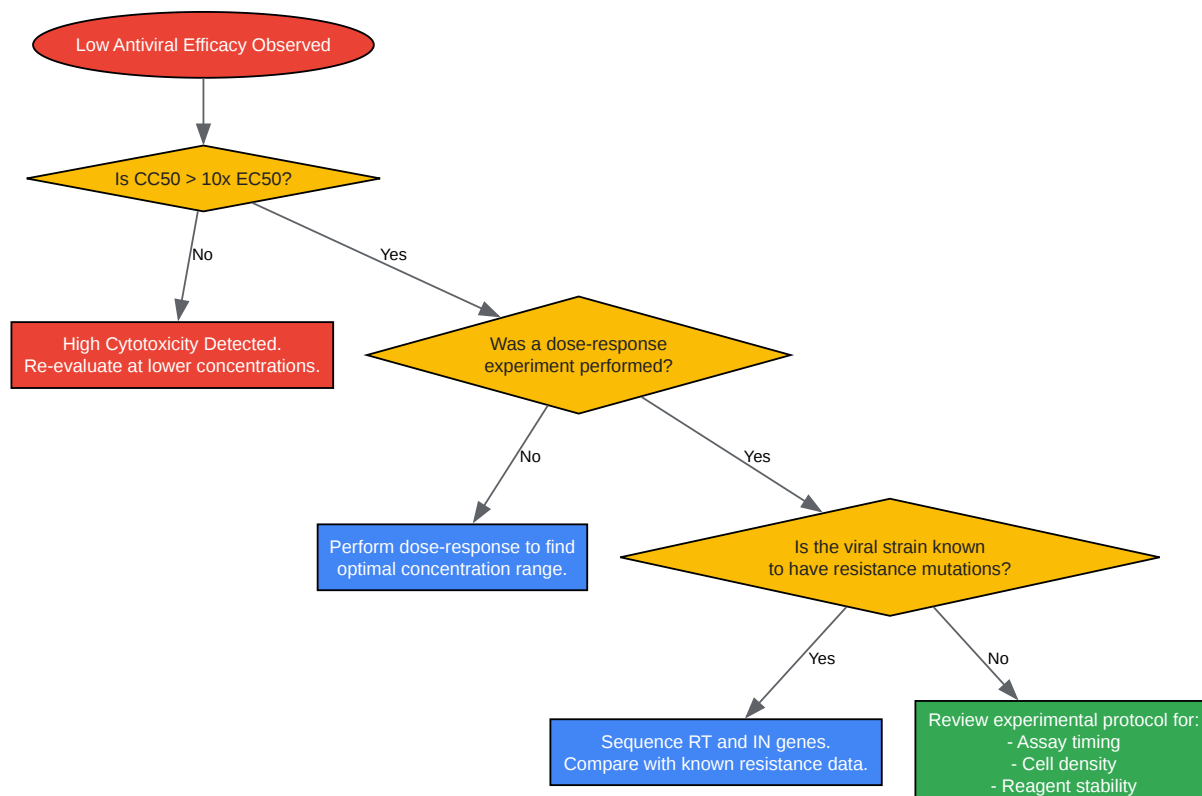 Low Antiviral Efficacy Observed
Is CC50 > 10x EC50?
No
Yes
High Cytotoxicity Detected.
Re-evaluate at lower concentrations.
Was a dose-response
experiment performed?
No
Yes
Perform dose-response to find
optimal concentration range.
Is the viral strain known
to have resistance mutations?
Yes
No
Sequence RT and IN genes.
Compare with known resistance data.
Review experimental protocol for:
- Assay timing
- Cell density
- Reagent stability